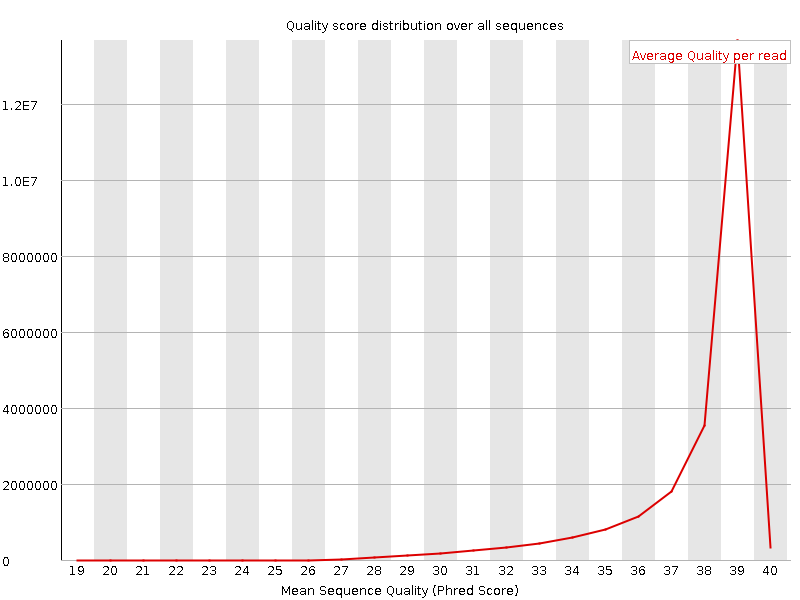 Quality score distribution over all sequences
Average Quality per read
1.2E7
1.0E7
8000000
6000000
4000000
2000000
0
19 20 21 22 23 24 25 26 27 28 29 30 31 32 33 34 35 36 37 38 39 40
Mean Sequence Quality (Phred Score)